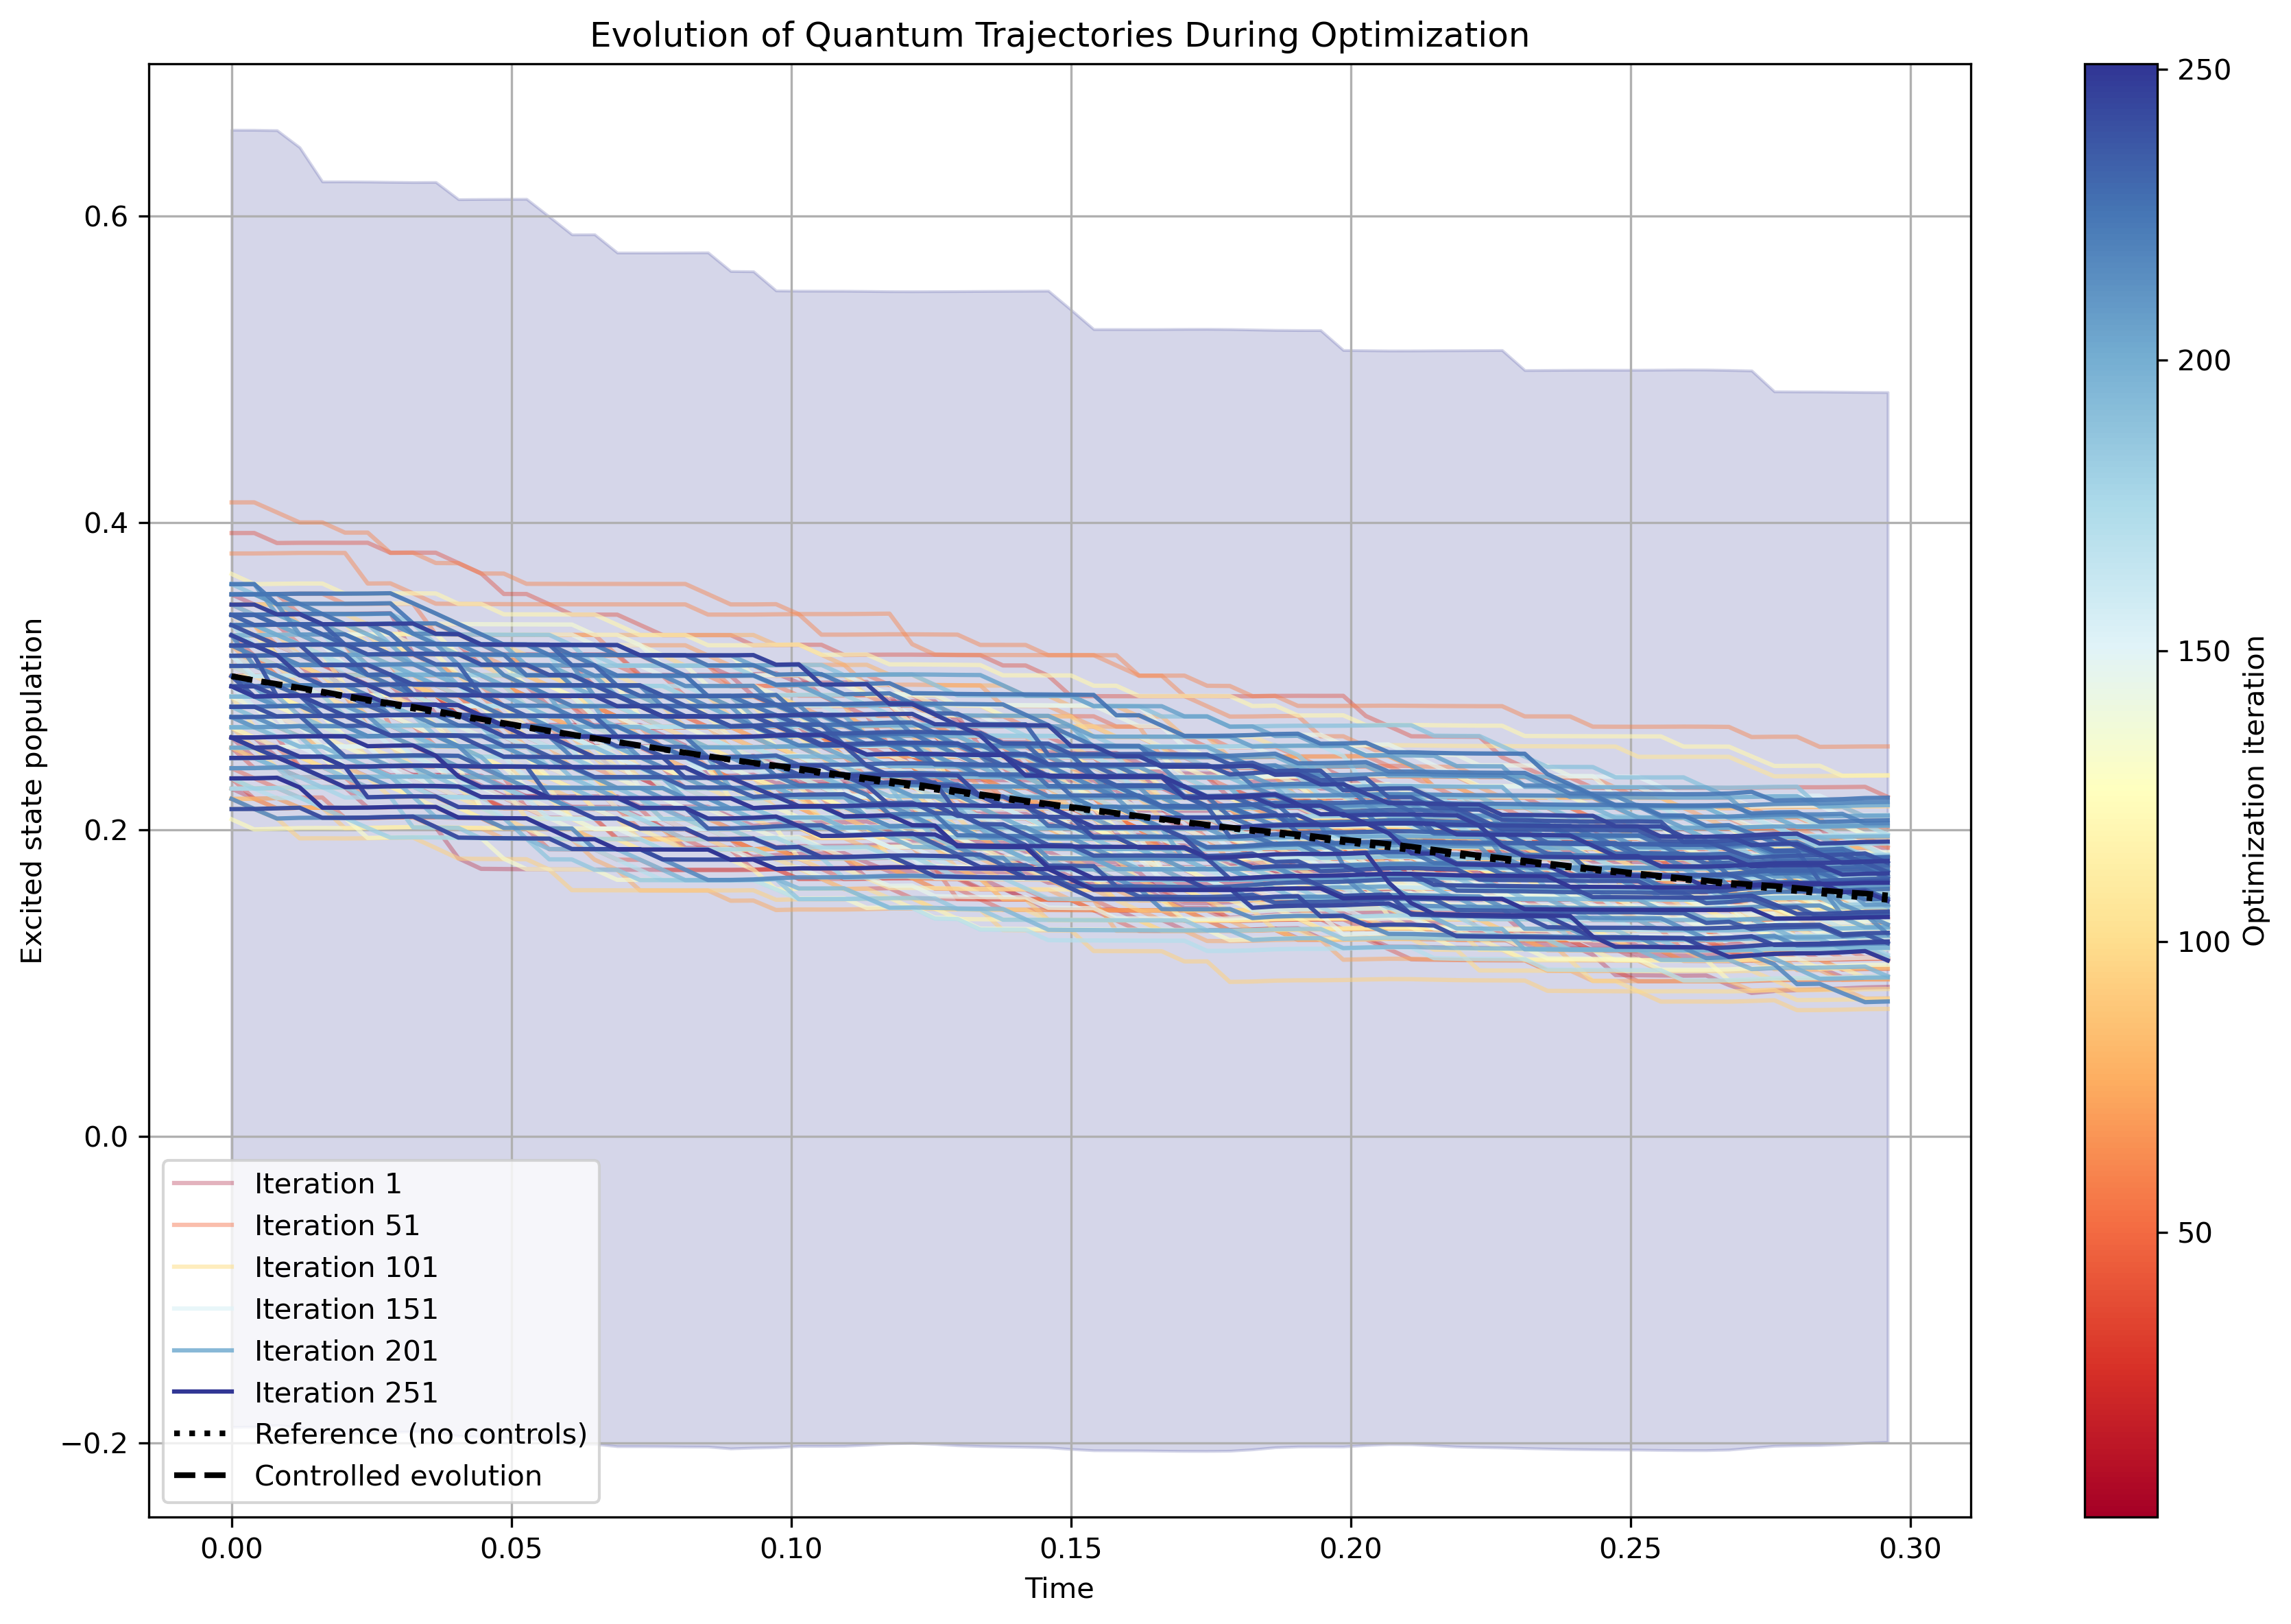 Evolution of Quantum Trajectories During Optimization
Excited state population
0.6
0.4
0.2
0.0
−0.2
Iteration 1
Iteration 51
Iteration 101
Iteration 151
Iteration 201
Iteration 251
Reference (no controls)
Controlled evolution
0.00 0.05 0.10 0.15 0.20 0.25 0.30
Time
250
200
150
100
50
Optimization iteration